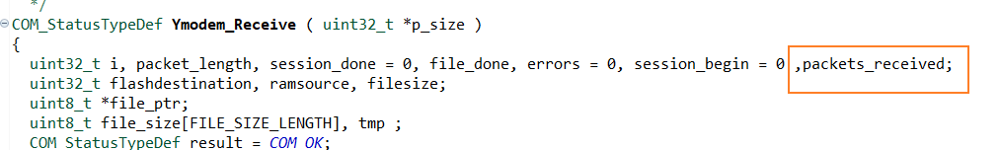 */
COM_StatusTypeDef Ymodem_Receive ( uint32_t *p_size )
{
uint32_t i, packet_length, session_done = 0, file_done, errors = 0, session_begin = 0 ,packets_received;
uint32_t flashdestination, ramsource, filesize;
uint8_t *file_ptr;
uint8_t file_size[FILE_SIZE_LENGTH], tmp ;
COM_StatusTypeDef result = COM_OK;